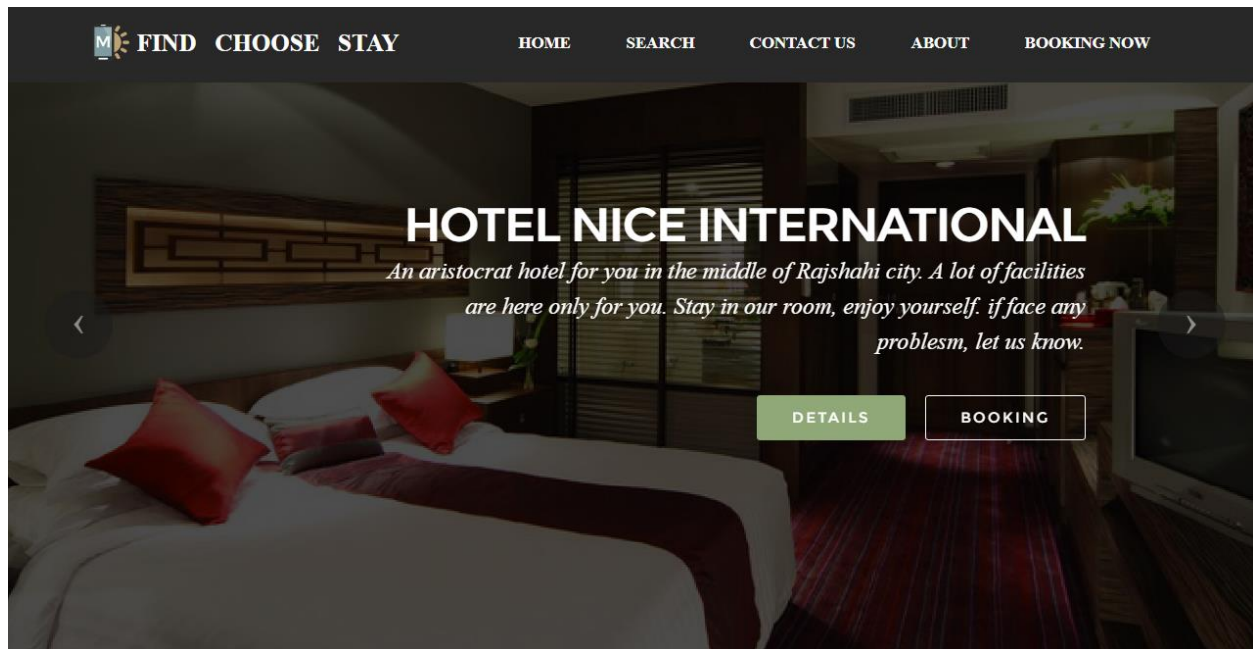 M FIND CHOOSE STAY
HOME SEARCH CONTACT US ABOUT BOOKING NOW
HOTEL NICE INTERNATIONAL
An aristocrat hotel for you in the middle of Rajshahi city. A lot of facilities
are here only for you. Stay in our room, enjoy yourself. if face any
problesm, let us know.
DETAILS BOOKING